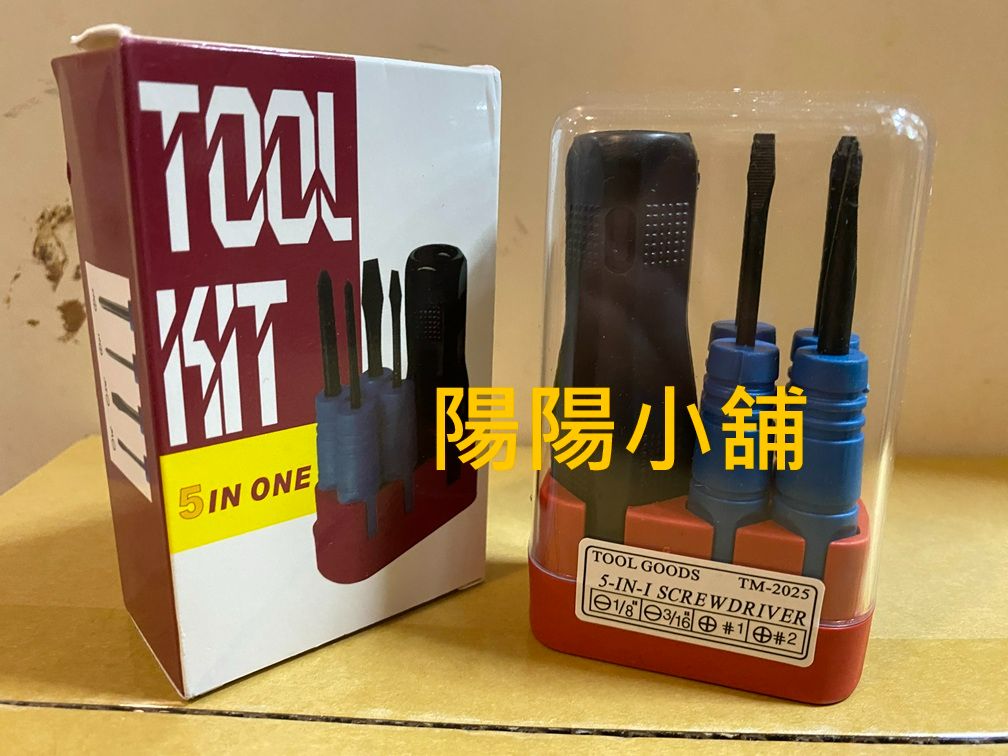 TOOL
KIT
5 IN ONE
陽陽小舖
TOOL GOODS TM-2025
5-IN-1 SCREWDRIVER
⊖1/8" ⊖3/16" ⊕#1 ⊕#2